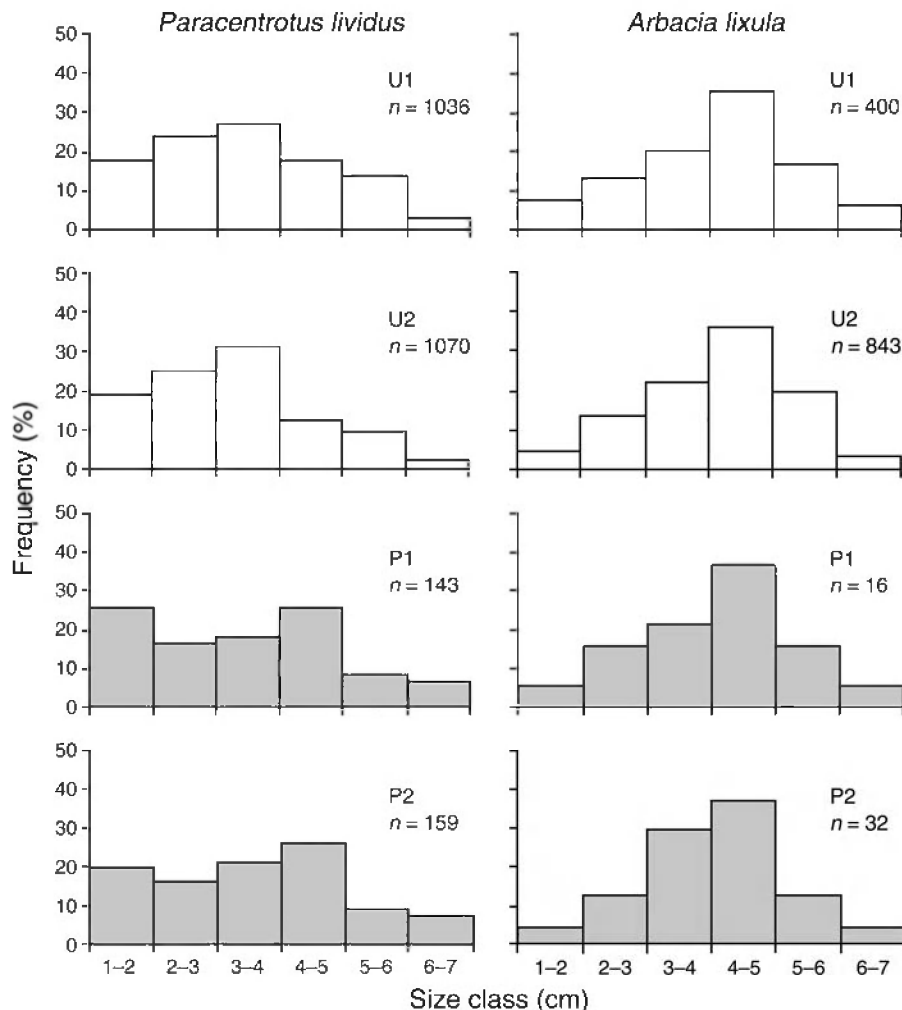 Paracentrotus lividus
Arbacia lixula
Frequency (%)
50
40
30
20
10
0
U1
n = 1036
U1
n = 400
50
40
30
20
10
0
U2
n = 1070
U2
n = 843
50
40
30
20
10
0
P1
n = 143
P1
n = 16
50
40
30
20
10
0
P2
n = 159
P2
n = 32
1–2 2–3 3–4 4–5 5–6 6–7
1–2 2–3 3–4 4–5 5–6 6–7
Size class (cm)